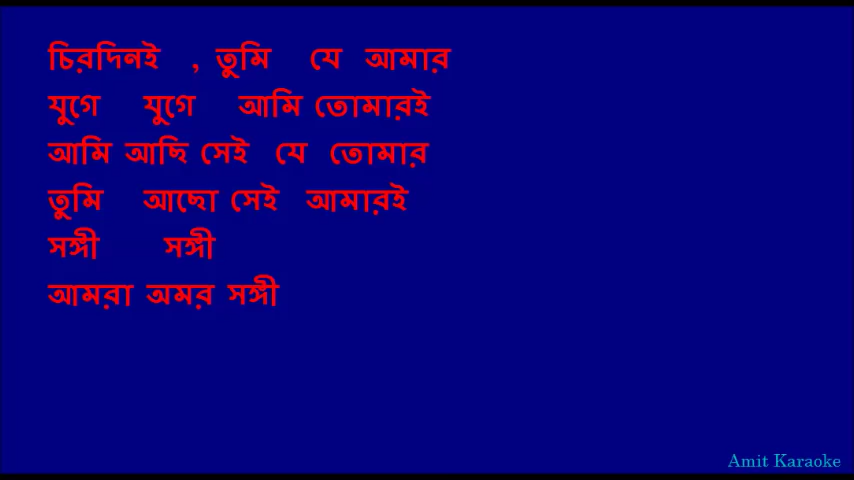 চিরদিনই , তুমি যে আমার
যুগে যুগে আমি তোমারই
আমি আছি সেই যে তোমার
তুমি আছো সেই আমারই
সঙ্গী সঙ্গী
আমরা অমর সঙ্গী
Amit Karaoke